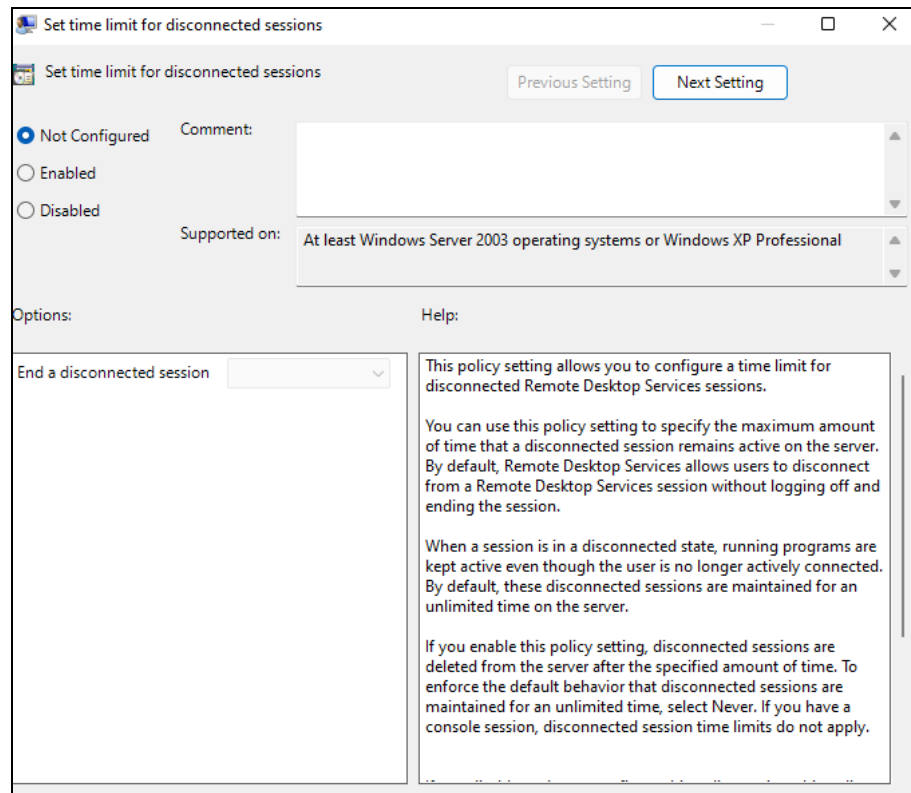 Set time limit for disconnected sessions
Set time limit for disconnected sessions
Previous Setting
Next Setting
Not Configured
Comment:
Enabled
Disabled
Supported on:
At least Windows Server 2003 operating systems or Windows XP Professional
Options:
Help:
End a disconnected session
This policy setting allows you to configure a time limit for
disconnected Remote Desktop Services sessions.
You can use this policy setting to specify the maximum amount
of time that a disconnected session remains active on the server.
By default, Remote Desktop Services allows users to disconnect
from a Remote Desktop Services session without logging off and
ending the session.
When a session is in a disconnected state, running programs are
kept active even though the user is no longer actively connected.
By default, these disconnected sessions are maintained for an
unlimited time on the server.
If you enable this policy setting, disconnected sessions are
deleted from the server after the specified amount of time. To
enforce the default behavior that disconnected sessions are
maintained for an unlimited time, select Never. If you have a
console session, disconnected session time limits do not apply.